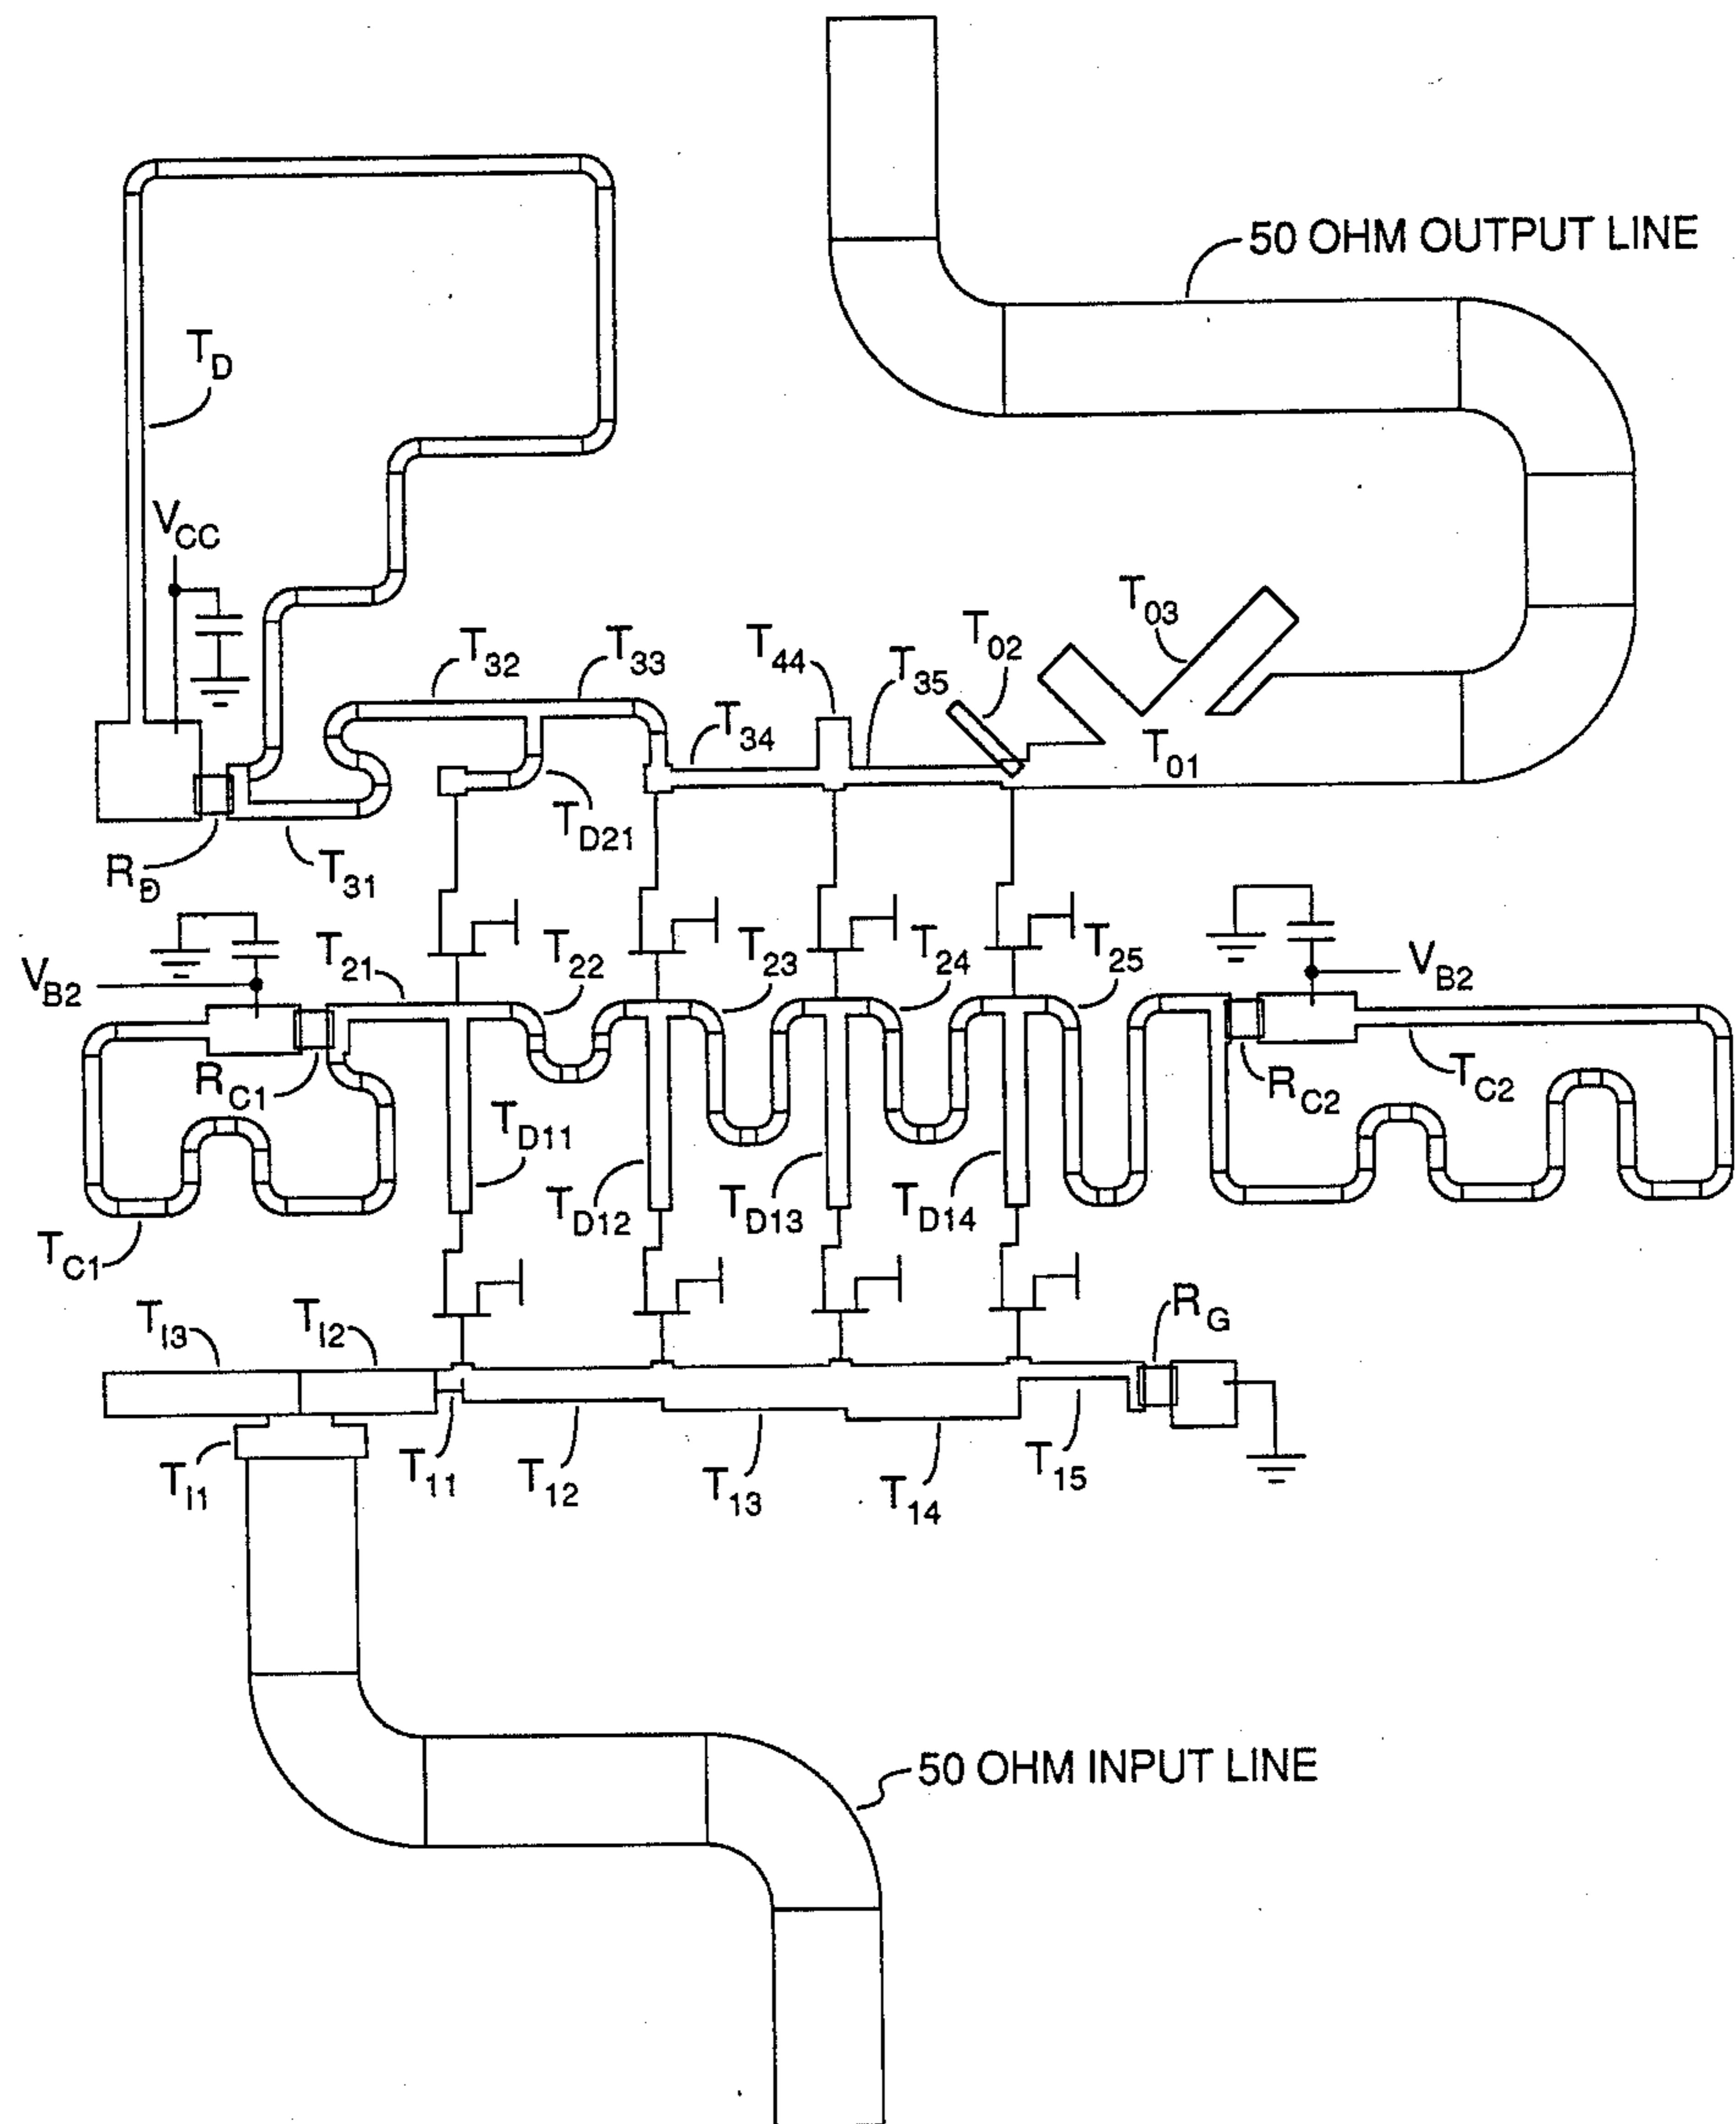 50 OHM OUTPUT LINE
T_D
V_CC
T_03
T_02
T_32
T_33
T_44
T_35
T_34
T_01
T_D21
R_D
T_31
T_21
T_22
T_23
T_24
T_25
V_B2
V_B2
R_C1
R_C2
T_C2
T_D11
T_D12
T_D13
T_D14
T_C1
T_I3
T_I2
R_G
T_I1
T_11
T_12
T_13
T_14
T_15
50 OHM INPUT LINE